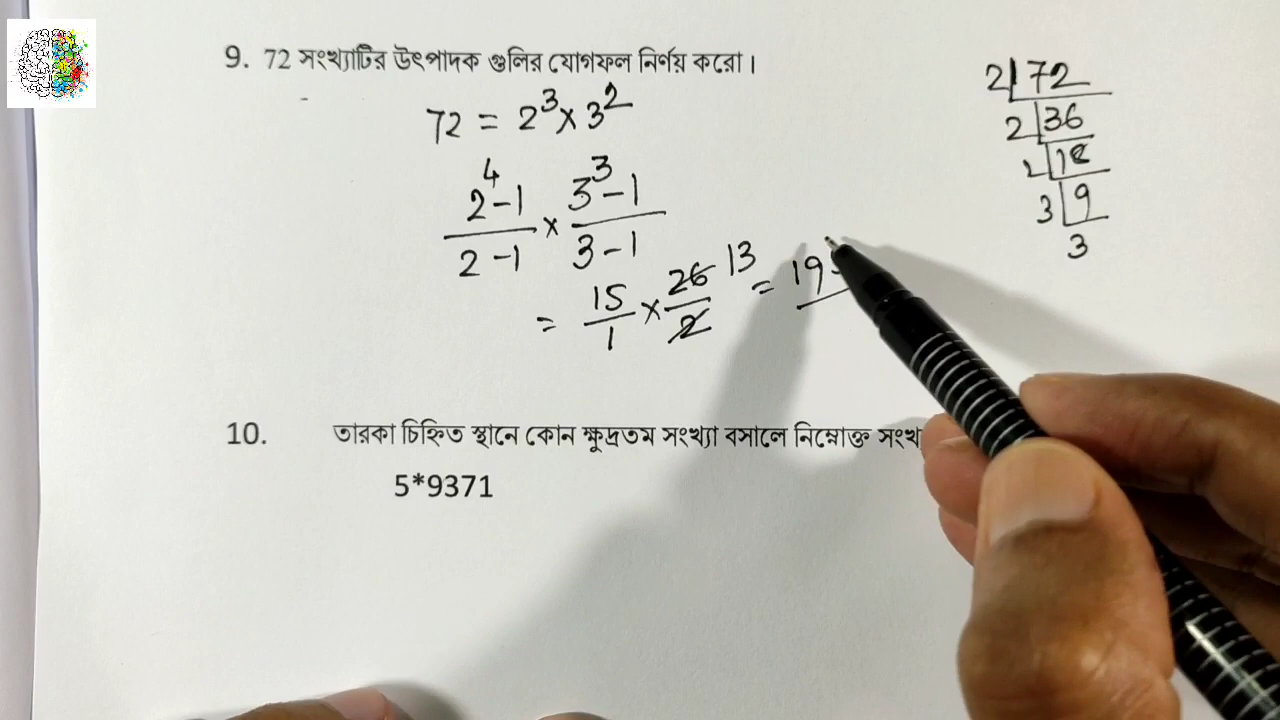 9. 72 সংখ্যাটির উৎপাদক গুলির যোগফল নির্ণয় করো।
72 = 2³ x 3²
2⁴-1 / 2-1 x 3³-1 / 3-1
= 15/1 x 26/2 13 = 195
2 72
2 36
2 18
3 9
3
10. তারকা চিহ্নিত স্থানে কোন ক্ষুদ্রতম সংখ্যা বসালে নিম্নোক্ত
5*9371